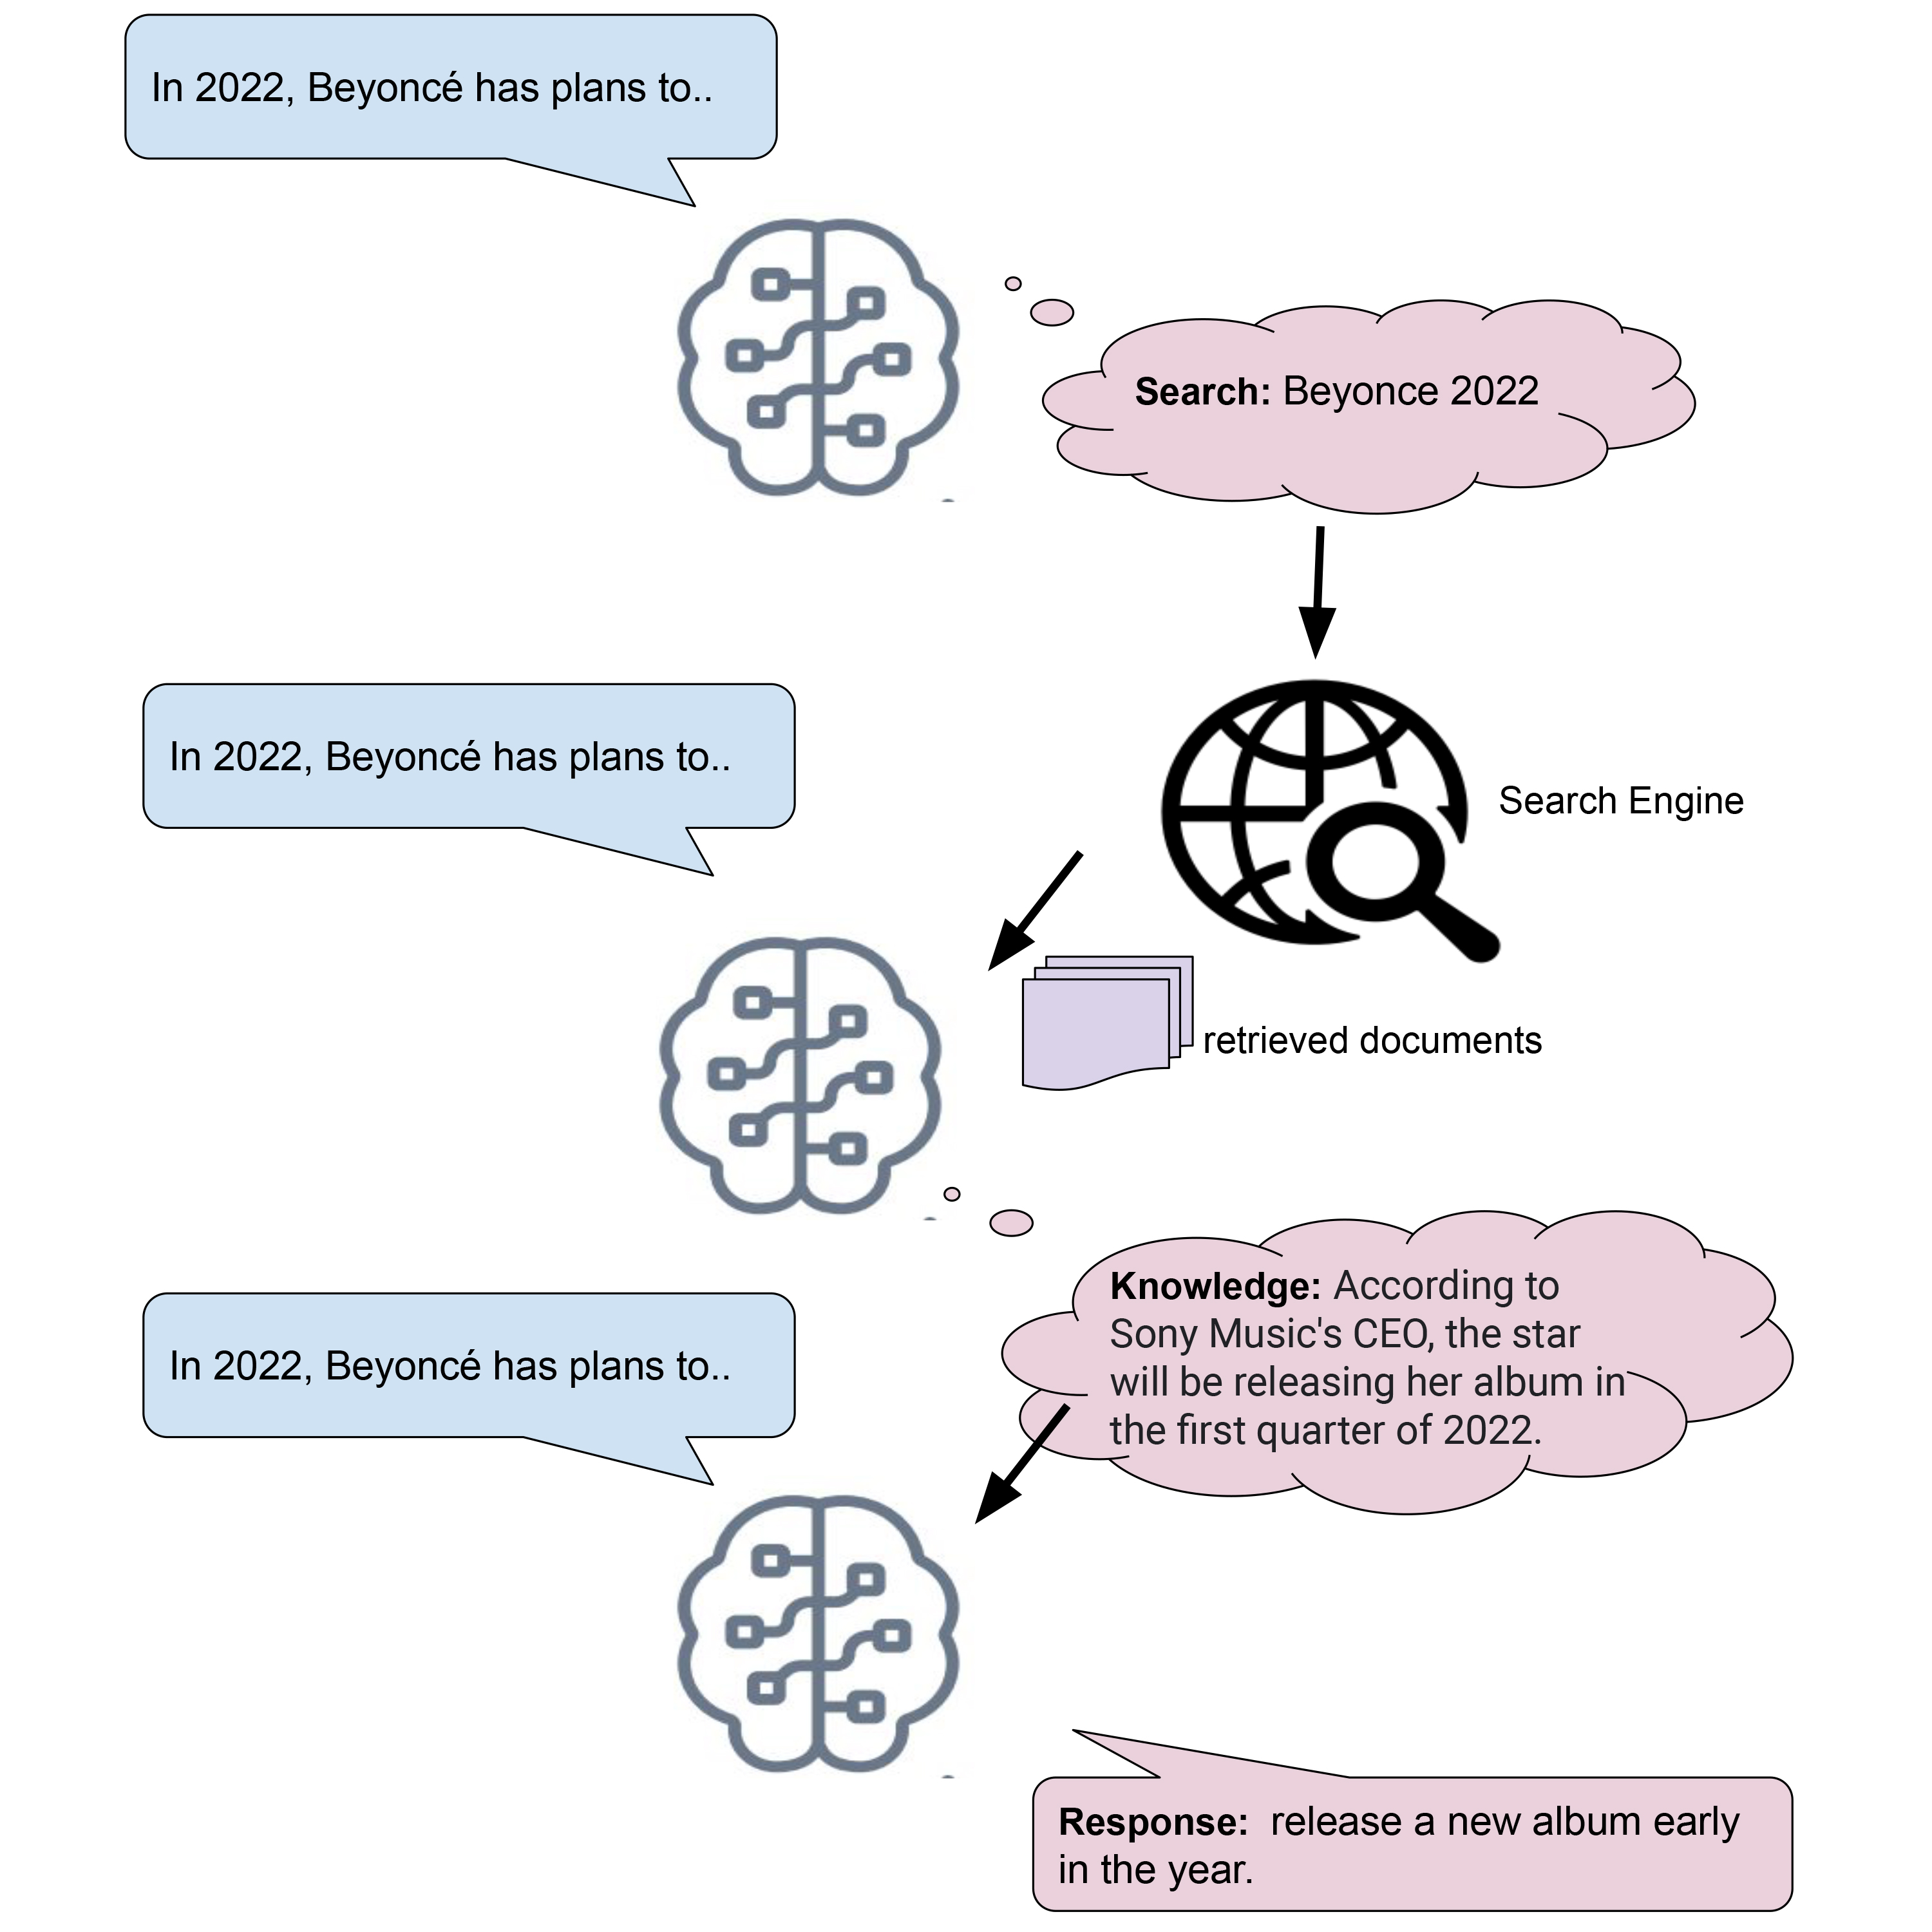 In 2022, Beyoncé has plans to..
Search: Beyonce 2022
In 2022, Beyoncé has plans to..
Search Engine
retrieved documents
Knowledge: According to
Sony Music's CEO, the star
will be releasing her album in
the first quarter of 2022.
In 2022, Beyoncé has plans to..
Response:  release a new album early
in the year.